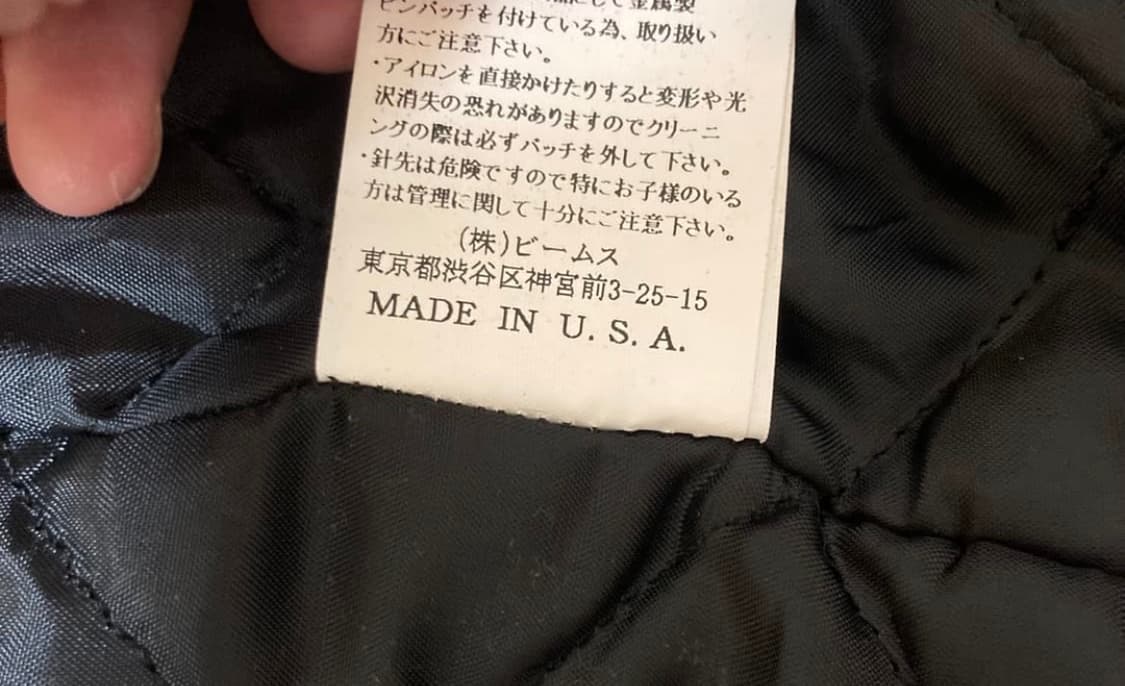 にして金属製
ピンバッチを付けている為、取り扱い
方にご注意下さい。
・アイロンを直接かけたりすると変形や光
沢消失の恐れがありますのでクリーニ
ングの際は必ずバッチを外して下さい。
・針先は危険ですので特にお子様のいる
方は管理に関して十分にご注意下さい。
(株)ビームス
東京都渋谷区神宮前3-25-15
MADE IN U.S.A.